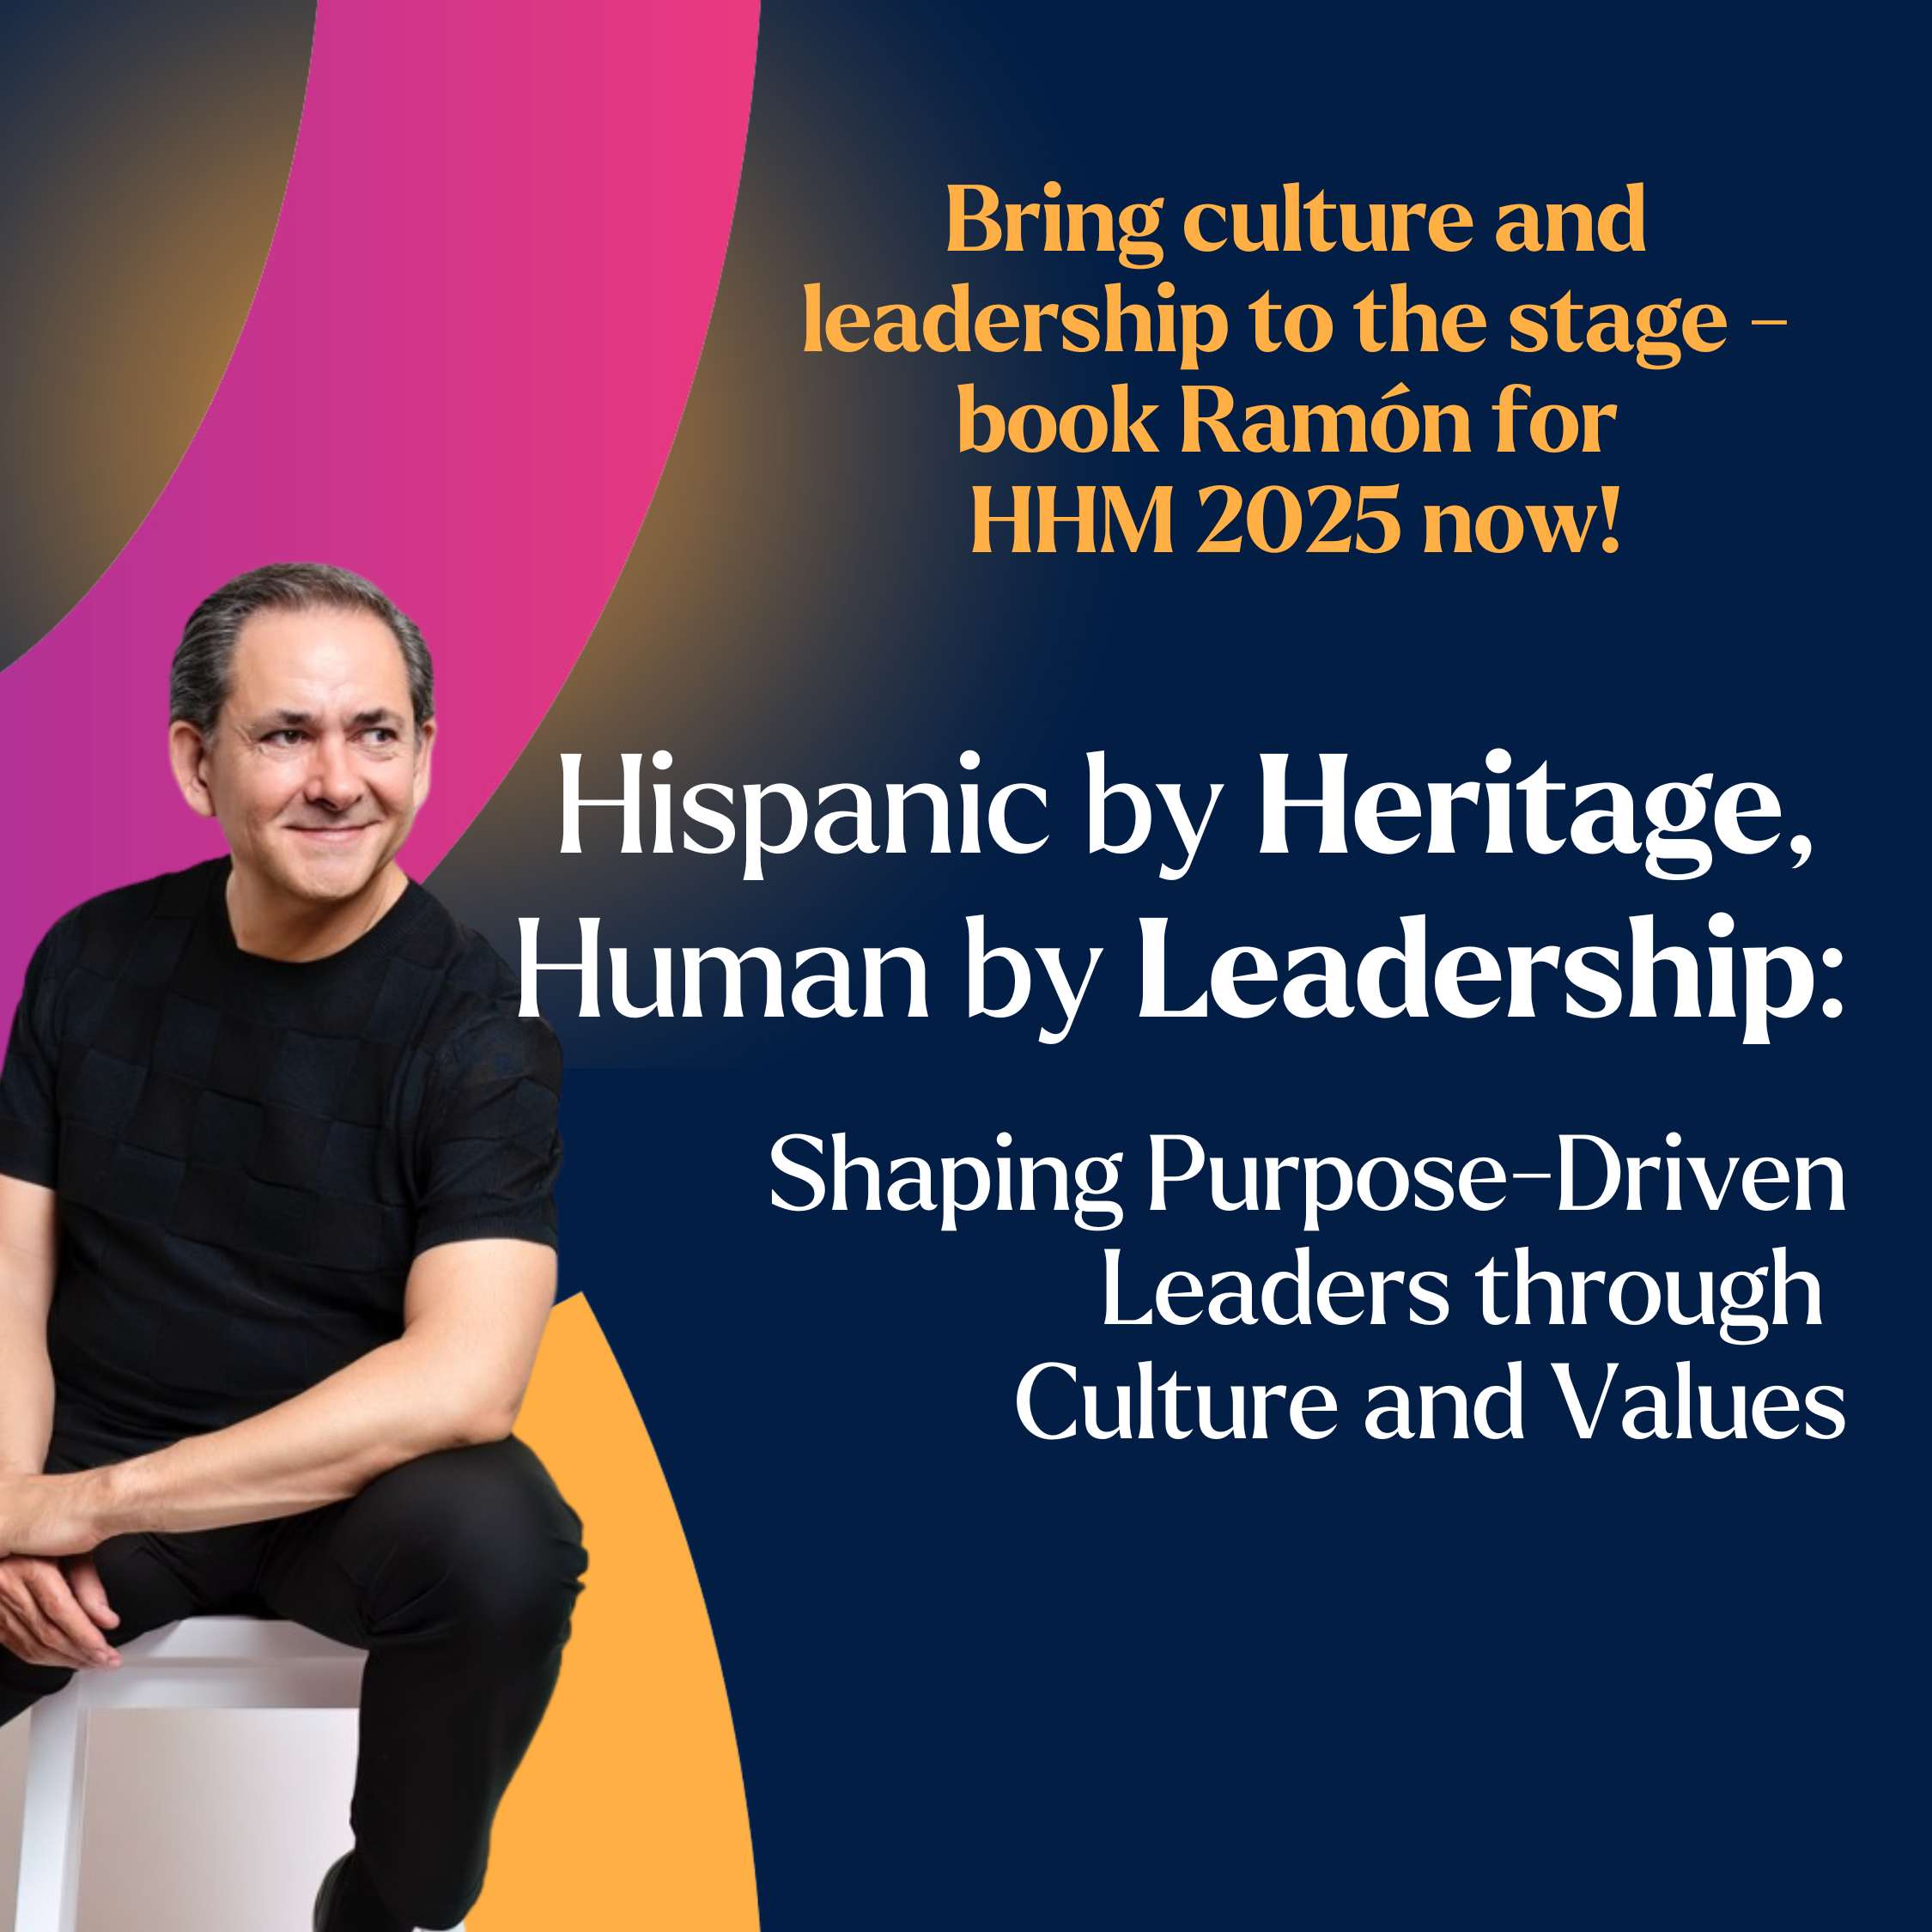 Bring culture and
leadership to the stage –
book Ramón for
HHM 2025 now!
Hispanic by Heritage,
Human by Leadership:
Shaping Purpose-Driven
Leaders through
Culture and Values